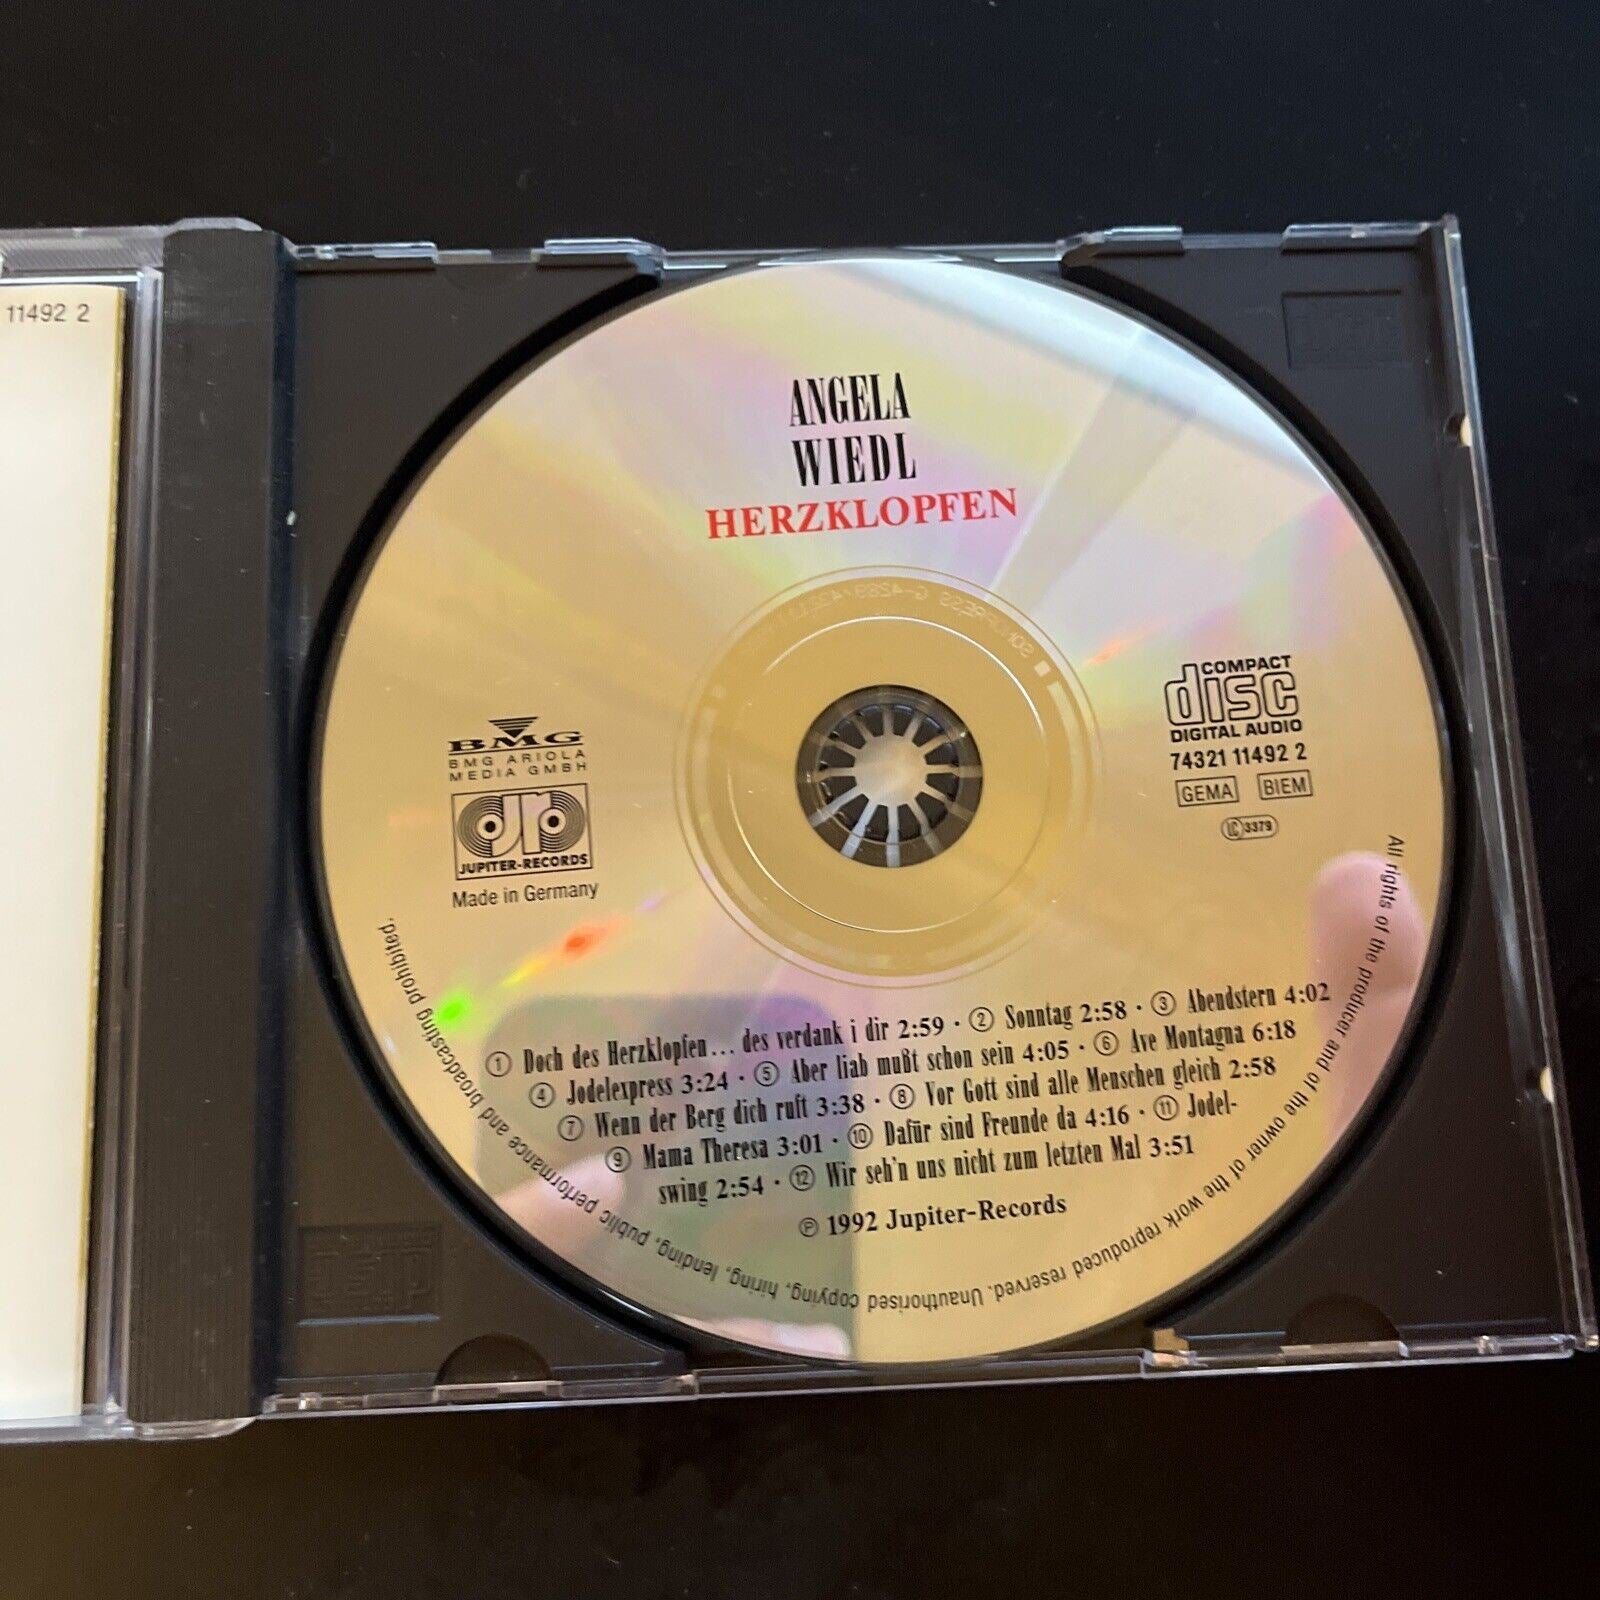 11492 2
ANGELA
WIEDL
HERZKLOPFEN
SONOPRESS G-4269/43221
BMG
BMG ARIOLA
MEDIA GMBH
jr
JUPITER-RECORDS
Made in Germany
COMPACT
disc
DIGITAL AUDIO
74321 11492 2
GEMA BIEM
LC 3379
① Doch des Herzklopfen... des verdank i dir 2:59 · ② Sonntag 2:58 · ③ Abendstern 4:02
④ Jodelexpress 3:24 · ⑤ Aber liab mußt schon sein 4:05 · ⑥ Ave Montagna 6:18
⑦ Wenn der Berg dich ruft 3:38 · ⑧ Vor Gott sind alle Menschen gleich 2:58
⑨ Mama Theresa 3:01 · ⑩ Dafür sind Freunde da 4:16 · ⑪ Jodel-
swing 2:54 · ⑫ Wir seh'n uns nicht zum letzten Mal 3:51
℗ 1992 Jupiter-Records
All rights of the producer and of the owner of the work reproduced reserved. Unauthorised copying, hiring, lending, public performance and broadcasting prohibited.